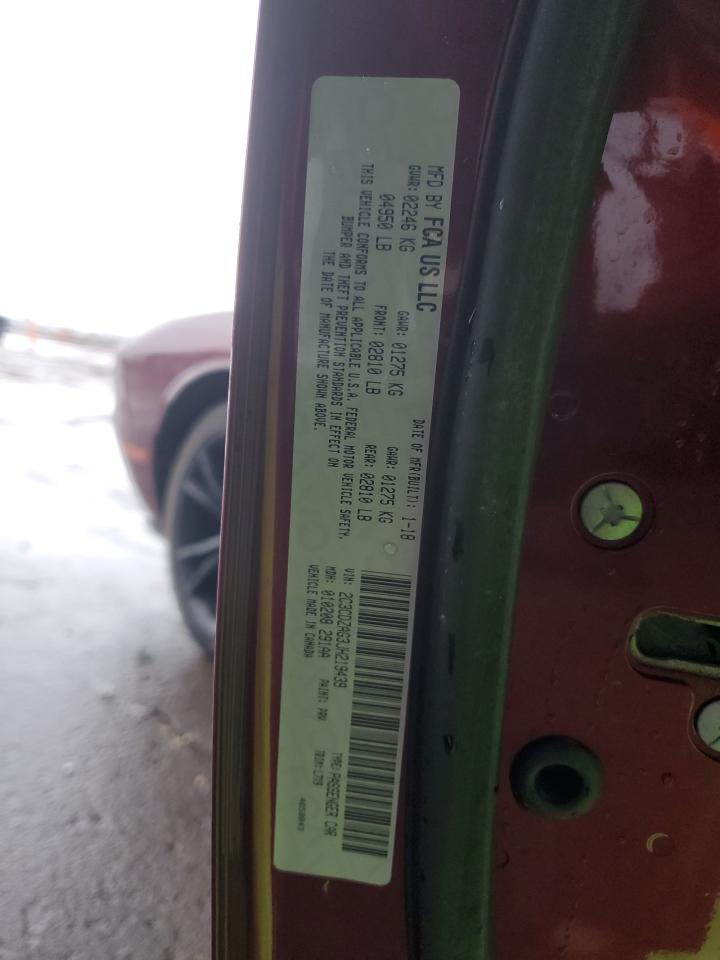 MFD BY FCA US LLC
DATE OF MFR(BUILT): 1-18
GVWR: 02246 KG
04950 LB
GAWR: 01275 KG
FRONT: 02810 LB
GAWR: 01275 KG
REAR: 02810 LB
THIS VEHICLE CONFORMS TO ALL APPLICABLE U.S.A. FEDERAL MOTOR VEHICLE SAFETY,
BUMPER AND THEFT PREVENTION STANDARDS IN EFFECT ON
THE DATE OF MANUFACTURE SHOWN ABOVE.
VIN: 2C3CDZAG3JH219439
TYPE: PASSENGER CAR
MDH: 010208 291AA
PAINT: PRV
TRIM:
VEHICLE MADE IN CANADA